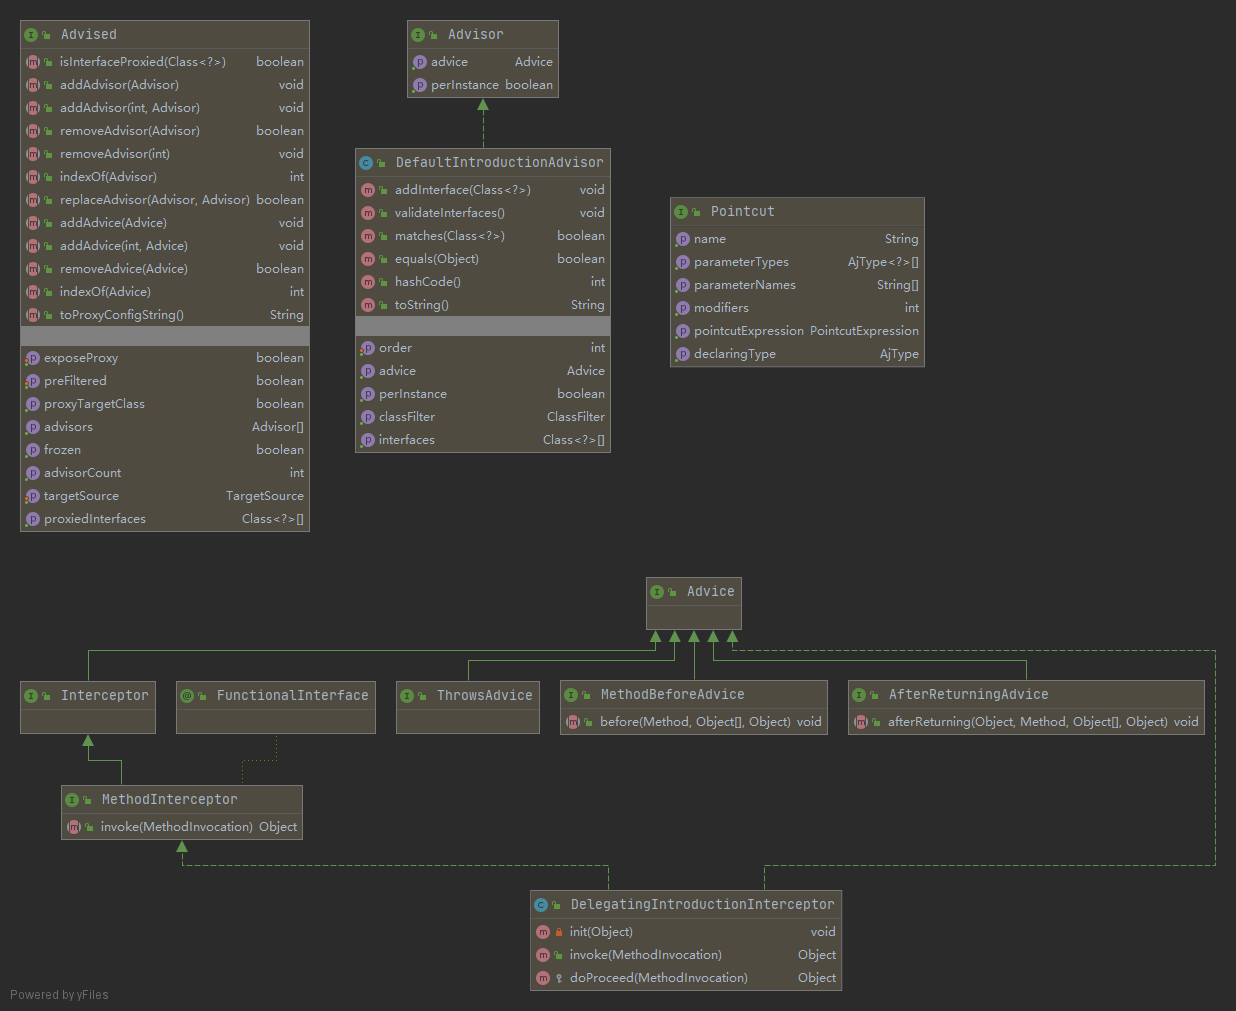 Advised
isInterfaceProxied(Class<?>) boolean
addAdvisor(Advisor) void
addAdvisor(int, Advisor) void
removeAdvisor(Advisor) boolean
removeAdvisor(int) void
indexOf(Advisor) int
replaceAdvisor(Advisor, Advisor) boolean
addAdvice(Advice) void
addAdvice(int, Advice) void
removeAdvice(Advice) boolean
indexOf(Advice) int
toProxyConfigString() String
exposeProxy boolean
preFiltered boolean
proxyTargetClass boolean
advisors Advisor[]
frozen boolean
advisorCount int
targetSource TargetSource
proxiedInterfaces Class<?>[]
Advisor
advice Advice
perInstance boolean
DefaultIntroductionAdvisor
addInterface(Class<?>) void
validateInterfaces() void
matches(Class<?>) boolean
equals(Object) boolean
hashCode() int
toString() String
order int
advice Advice
perInstance boolean
classFilter ClassFilter
interfaces Class<?>[]
Pointcut
name String
parameterTypes AjType<?>[]
parameterNames String[]
modifiers int
pointcutExpression PointcutExpression
declaringType AjType
Advice
Interceptor
FunctionalInterface
ThrowsAdvice
MethodBeforeAdvice
before(Method, Object[], Object) void
AfterReturningAdvice
afterReturning(Object, Method, Object[], Object) void
MethodInterceptor
invoke(MethodInvocation) Object
DelegatingIntroductionInterceptor
init(Object) void
invoke(MethodInvocation) Object
doProceed(MethodInvocation) Object
Powered by yFiles